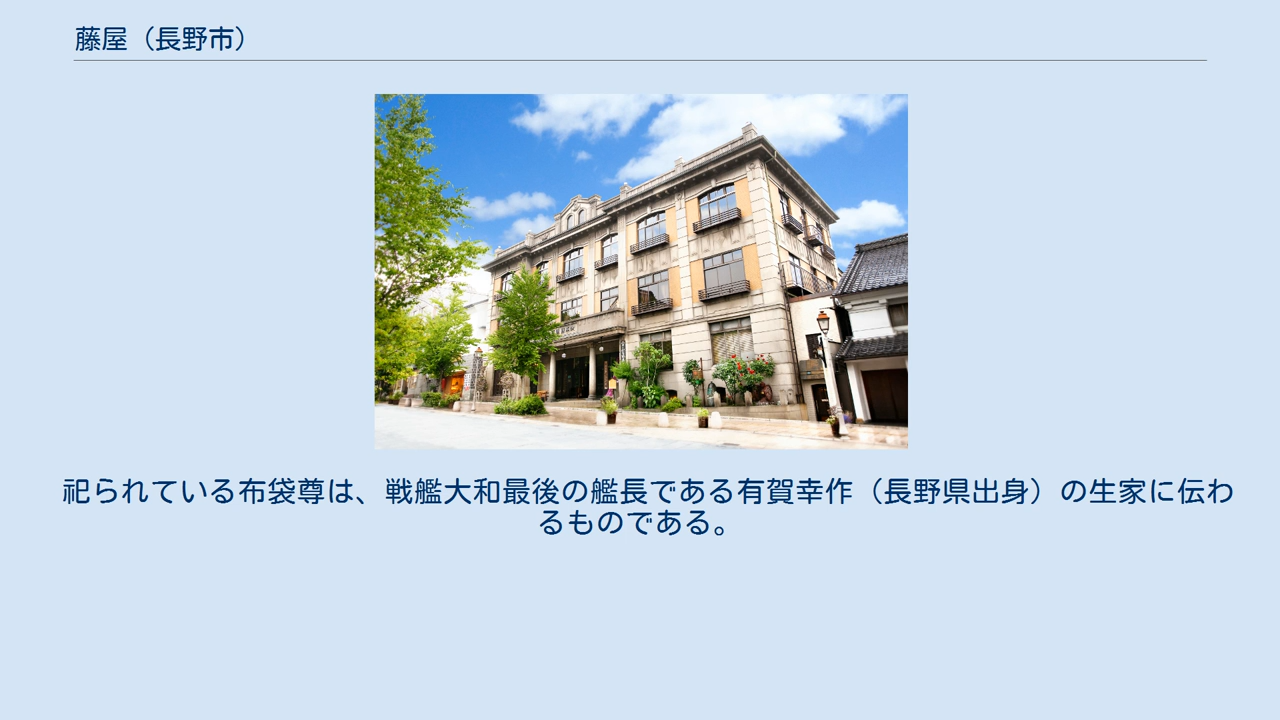 藤屋（長野市）
祀られている布袋尊は、戦艦大和最後の艦長である有賀幸作（長野県出身）の生家に伝わ
るものである。